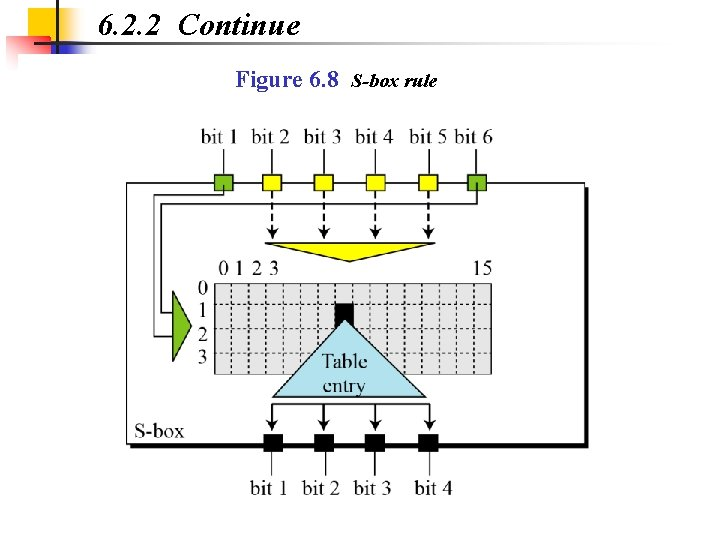 6.2.2 Continue
Figure 6.8 S-box rule
bit 1 bit 2 bit 3 bit 4 bit 5 bit 6
0 1 2 3 15
0
1
2
3
Table
entry
S-box
bit 1 bit 2 bit 3 bit 4